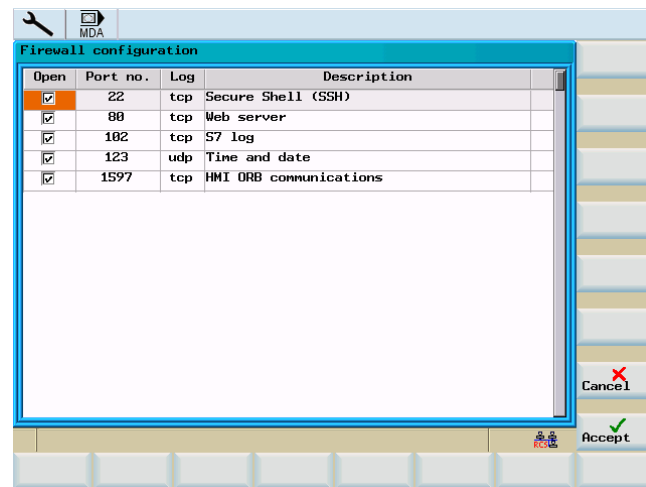 MDA
Firewall configuration
Open Port no. Log Description
22 tcp Secure Shell (SSH)
80 tcp Web server
102 tcp S7 log
123 udp Time and date
1597 tcp HMI ORB communications
Cancel
RCS
Accept